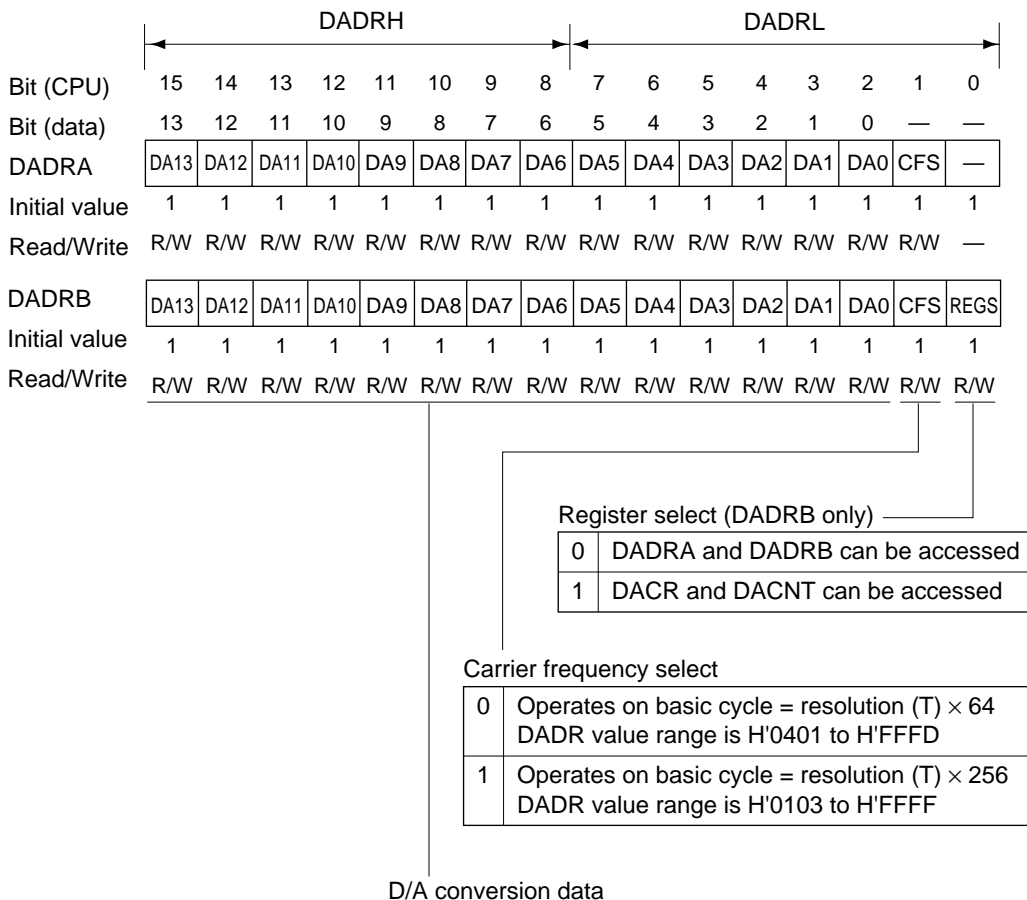 DADRH DADRL
Bit (CPU) 15 14 13 12 11 10 9 8 7 6 5 4 3 2 1 0
Bit (data) 13 12 11 10 9 8 7 6 5 4 3 2 1 0 — —
DADRA DA13 DA12 DA11 DA10 DA9 DA8 DA7 DA6 DA5 DA4 DA3 DA2 DA1 DA0 CFS —
Initial value 1 1 1 1 1 1 1 1 1 1 1 1 1 1 1 1
Read/Write R/W R/W R/W R/W R/W R/W R/W R/W R/W R/W R/W R/W R/W R/W R/W —
DADRB DA13 DA12 DA11 DA10 DA9 DA8 DA7 DA6 DA5 DA4 DA3 DA2 DA1 DA0 CFS REGS
Initial value 1 1 1 1 1 1 1 1 1 1 1 1 1 1 1 1
Read/Write R/W R/W R/W R/W R/W R/W R/W R/W R/W R/W R/W R/W R/W R/W R/W R/W
Register select (DADRB only)
0 DADRA and DADRB can be accessed
1 DACR and DACNT can be accessed
Carrier frequency select
0 Operates on basic cycle = resolution (T) × 64
DADR value range is H'0401 to H'FFFD
1 Operates on basic cycle = resolution (T) × 256
DADR value range is H'0103 to H'FFFF
D/A conversion data